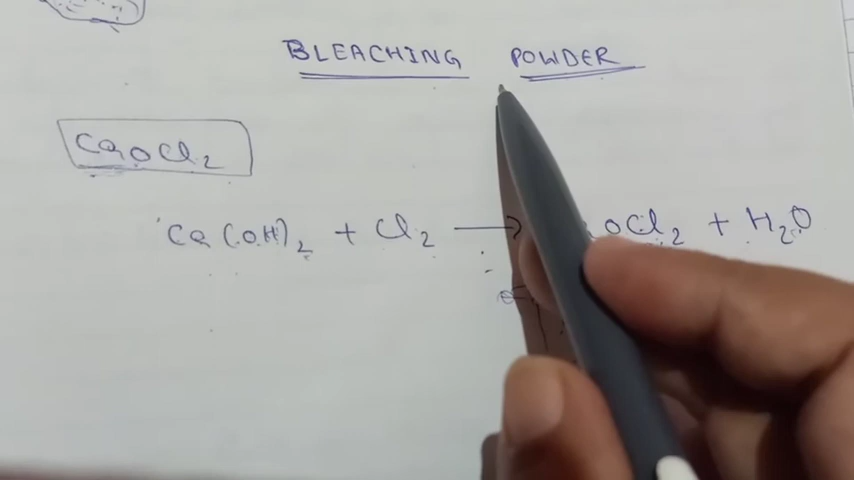 BLEACHING POWDER
CaOCl2
Ca(OH)2 + Cl2 → OCl2 + H2O